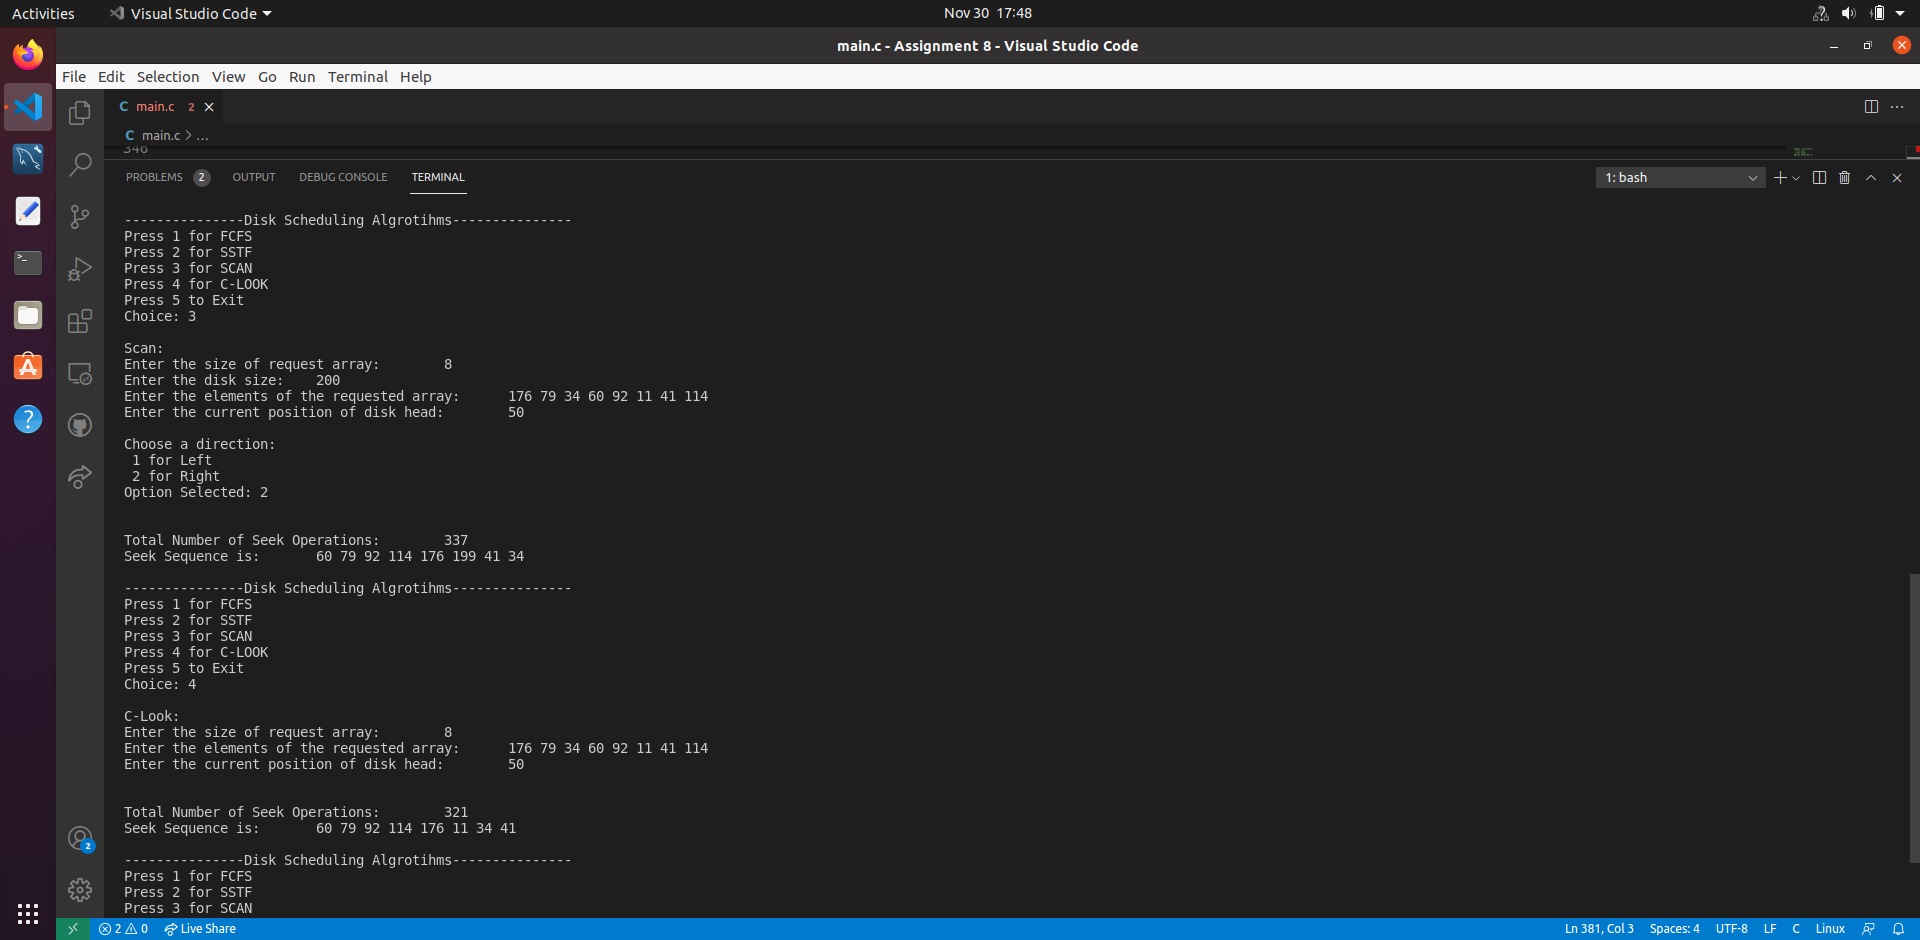 Activities
Visual Studio Code
Nov 30 17:48
main.c - Assignment 8 - Visual Studio Code
File Edit Selection View Go Run Terminal Help
C main.c 2
C main.c > ...
346
PROBLEMS 2 OUTPUT DEBUG CONSOLE TERMINAL
1: bash
---------------Disk Scheduling Algrotihms---------------
Press 1 for FCFS
Press 2 for SSTF
Press 3 for SCAN
Press 4 for C-LOOK
Press 5 to Exit
Choice: 3
Scan:
Enter the size of request array: 8
Enter the disk size: 200
Enter the elements of the requested array: 176 79 34 60 92 11 41 114
Enter the current position of disk head: 50
Choose a direction:
1 for Left
2 for Right
Option Selected: 2
Total Number of Seek Operations: 337
Seek Sequence is: 60 79 92 114 176 199 41 34
---------------Disk Scheduling Algrotihms---------------
Press 1 for FCFS
Press 2 for SSTF
Press 3 for SCAN
Press 4 for C-LOOK
Press 5 to Exit
Choice: 4
C-Look:
Enter the size of request array: 8
Enter the elements of the requested array: 176 79 34 60 92 11 41 114
Enter the current position of disk head: 50
Total Number of Seek Operations: 321
Seek Sequence is: 60 79 92 114 176 11 34 41
---------------Disk Scheduling Algrotihms---------------
Press 1 for FCFS
Press 2 for SSTF
Press 3 for SCAN
2
2 0 Live Share
Ln 381, Col 3 Spaces: 4 UTF-8 LF C Linux